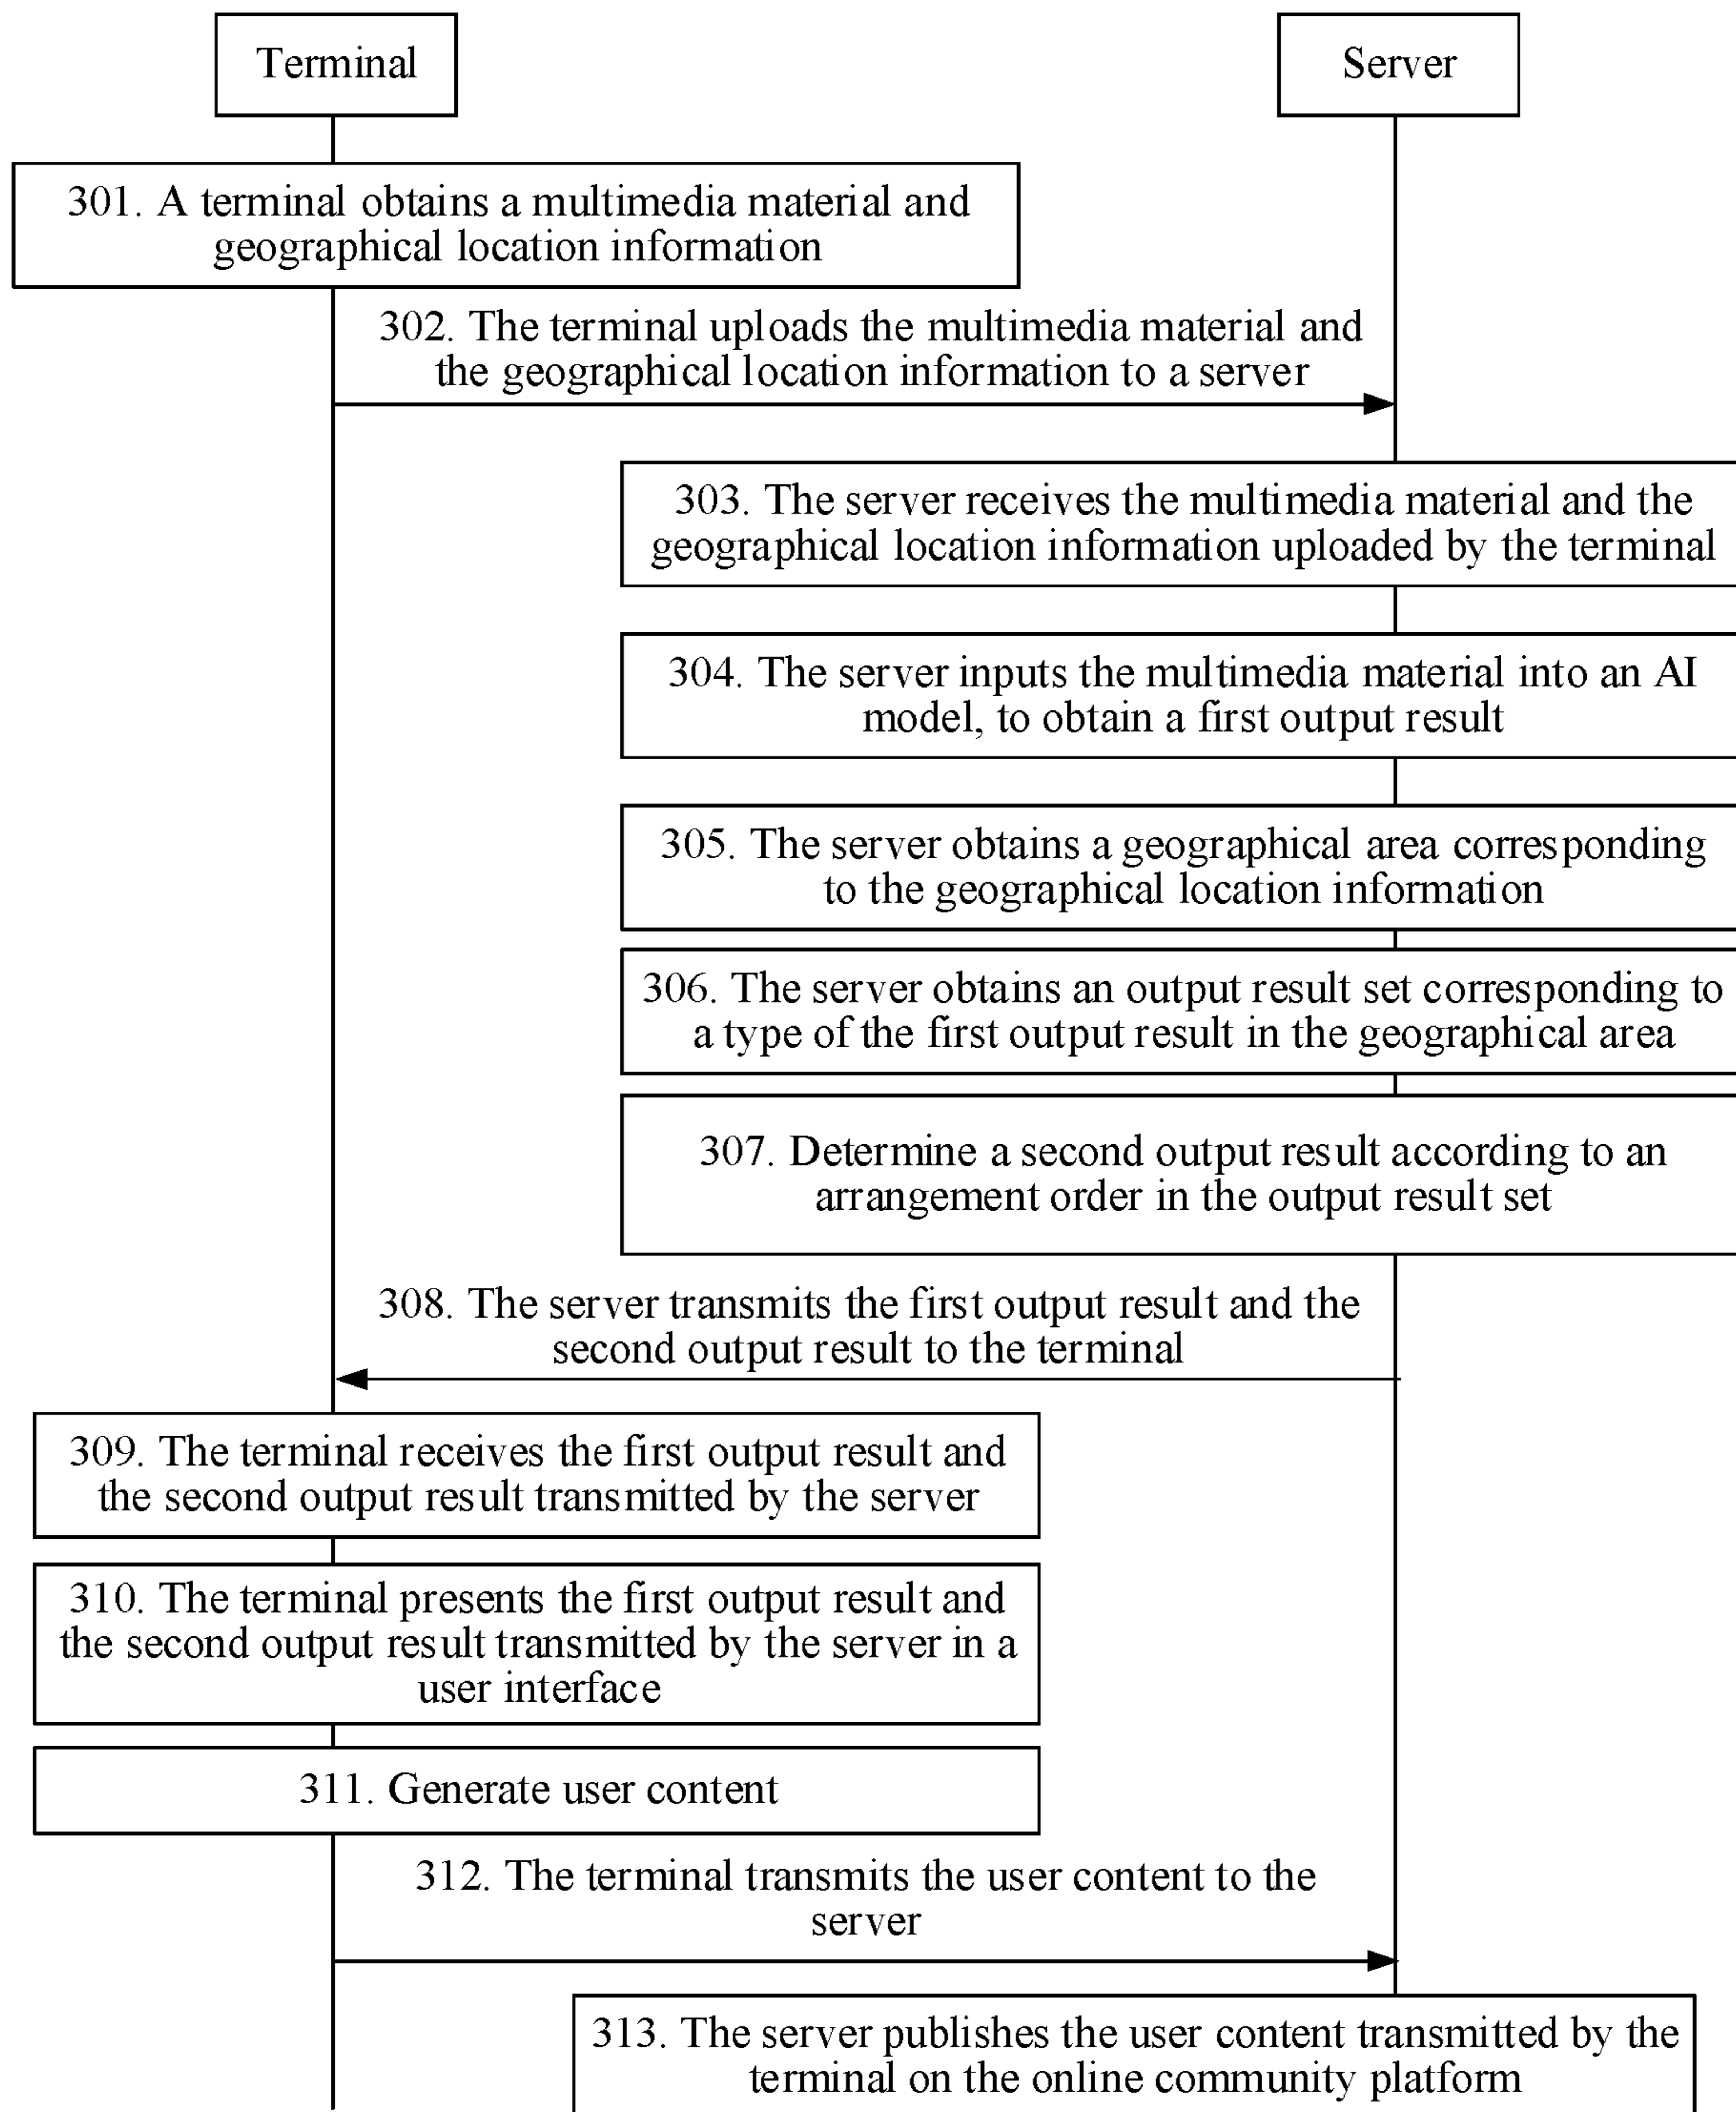 Terminal
Server
301. A terminal obtains a multimedia material and
geographical location information
302. The terminal uploads the multimedia material and
the geographical location information to a server
303. The server receives the multimedia material and the
geographical location information uploaded by the terminal
304. The server inputs the multimedia material into an AI
model, to obtain a first output result
305. The server obtains a geographical area corresponding
to the geographical location information
306. The server obtains an output result set corresponding to
a type of the first output result in the geographical area
307. Determine a second output result according to an
arrangement order in the output result set
308. The server transmits the first output result and the
second output result to the terminal
309. The terminal receives the first output result and
the second output result transmitted by the server
310. The terminal presents the first output result and
the second output result transmitted by the server in a
user interface
311. Generate user content
312. The terminal transmits the user content to the
server
313. The server publishes the user content transmitted by the
terminal on the online community platform